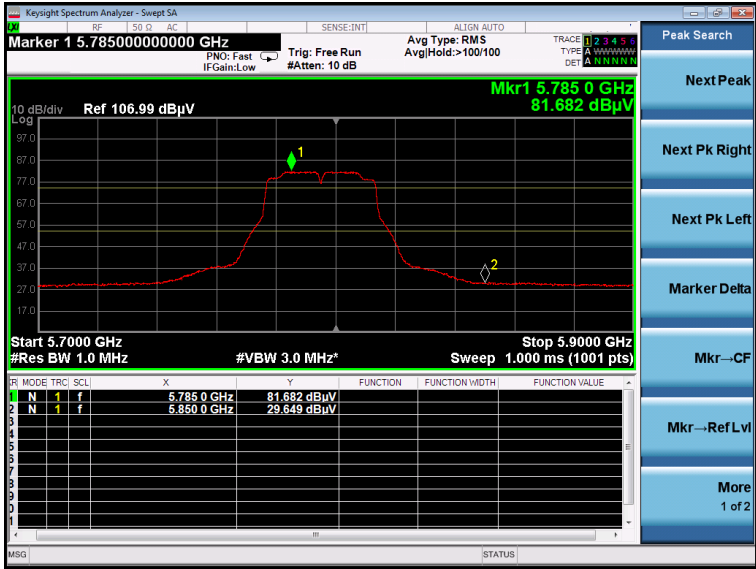 Keysight Spectrum Analyzer - Swept SA
RF 50 Ω AC SENSE:INT ALIGN AUTO
Marker 1 5.785000000000 GHz
PNO: Fast
IFGain:Low
Trig: Free Run
#Atten: 10 dB
Avg Type: RMS
Avg|Hold:>100/100
TRACE 1 2 3 4 5 6
TYPE A WWWWW
DET A N N N N N
Mkr1 5.785 0 GHz
81.682 dBµV
10 dB/div Ref 106.99 dBµV
Log
97.0
87.0
77.0
67.0
57.0
47.0
37.0
27.0
17.0
1
2
Start 5.7000 GHz Stop 5.9000 GHz
#Res BW 1.0 MHz #VBW 3.0 MHz* Sweep 1.000 ms (1001 pts)
MODE TRC SCL X Y FUNCTION FUNCTION WIDTH FUNCTION VALUE
1 N 1 f 5.785 0 GHz 81.682 dBµV
2 N 1 f 5.850 0 GHz 29.649 dBµV
3
4
5
6
7
8
9
MSG STATUS
Peak Search
Next Peak
Next Pk Right
Next Pk Left
Marker Delta
Mkr→CF
Mkr→Ref Lvl
More
1 of 2